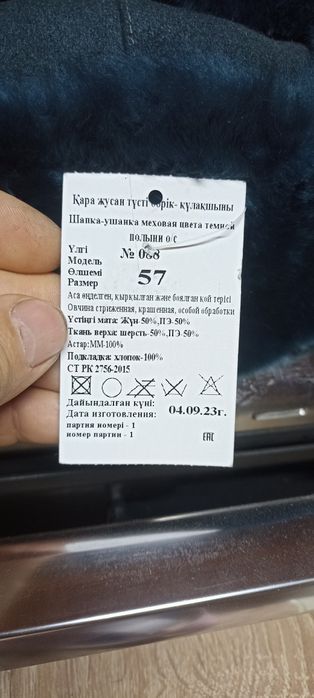 Қара жусан түсті бөрік- құлақшыны
Шапка-ушанка меховая цвета темной
полыни о/с
Үлгі
Модель № 088
Өлшемі
Размер 57
Аса өңделген, қырқылған және боялған қой терісі
Овчина стриженная, крашенная, особой обработки
Үстіңгі мата: Жүн-50%,ПЭ-50%
Ткань верха: шерсть-50%,ПЭ-50%
Астар:ММ-100%
Подкладка: хлопок-100%
СТ РК 2756-2015
Дайындалған күні:
Дата изготовления: 04.09.23г.
партия номері - 1
номер партии - 1
ЕАС